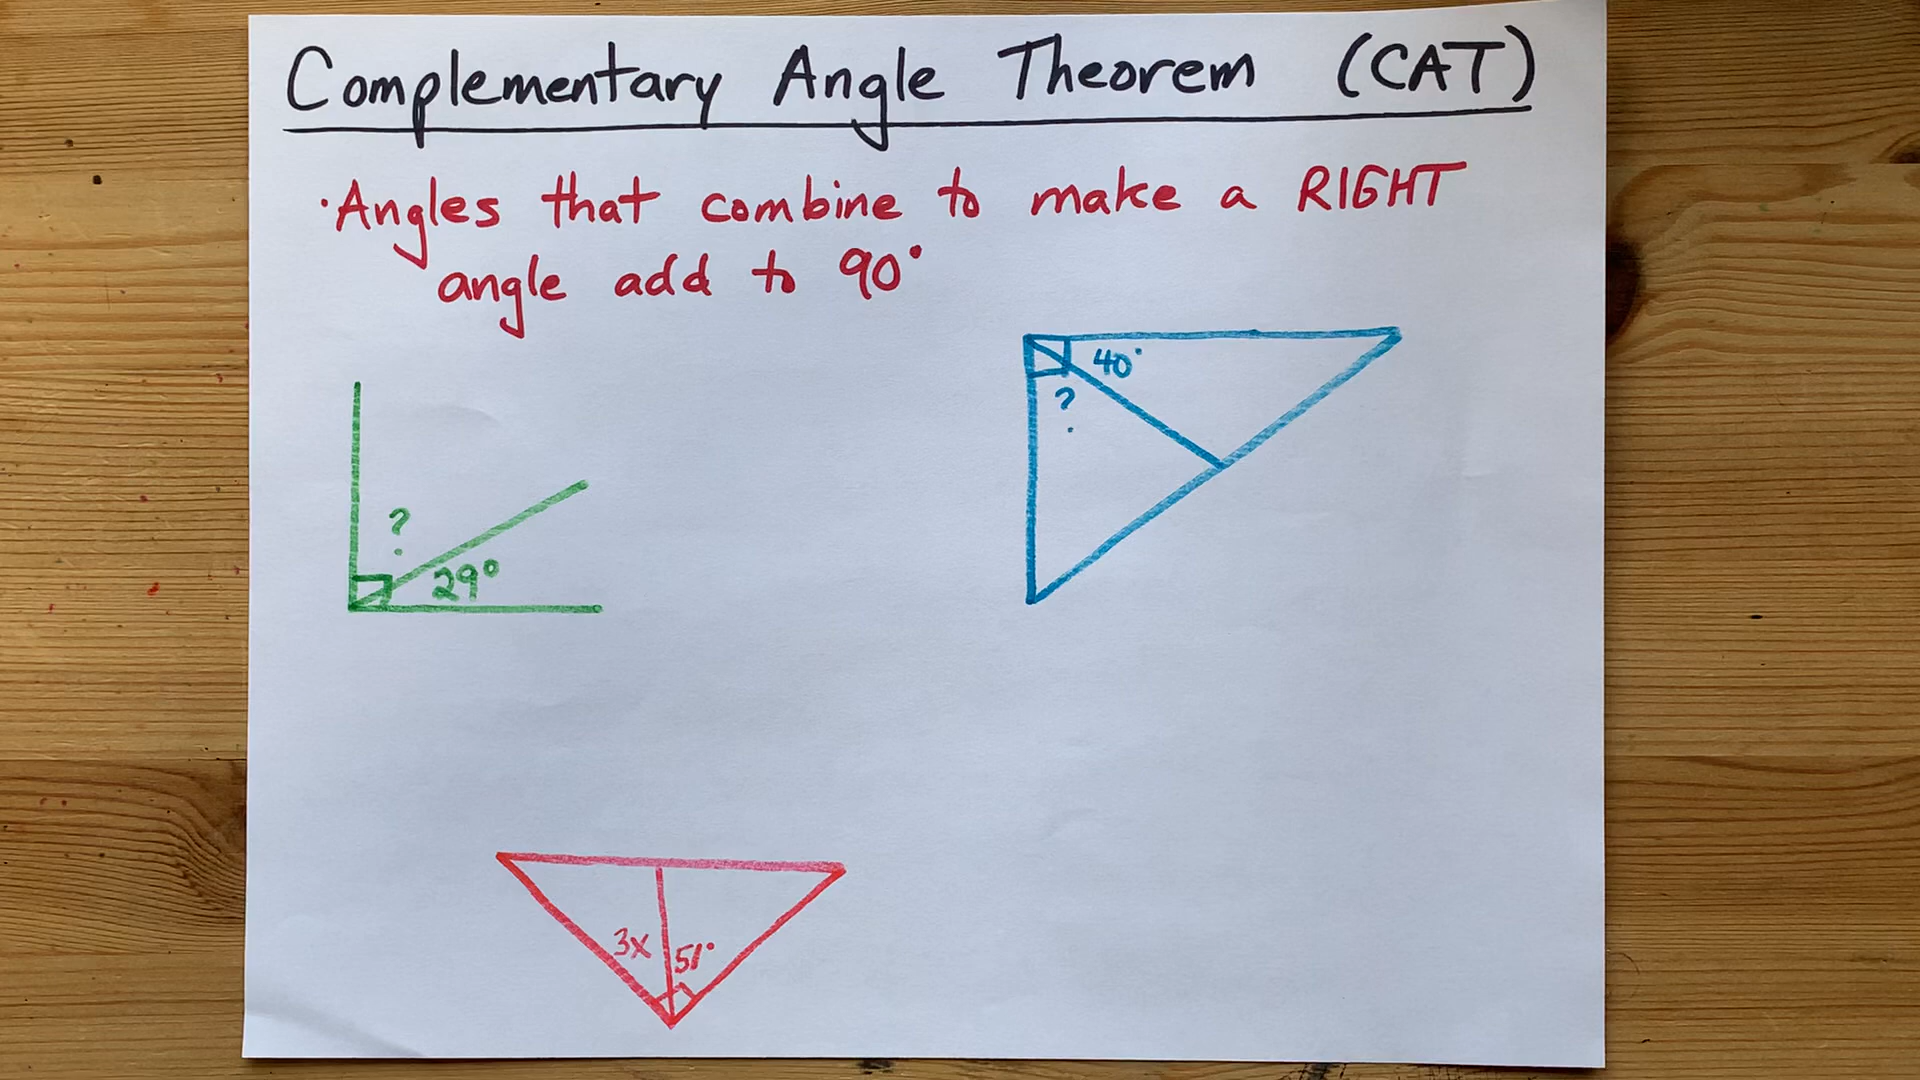 Complementary Angle Theorem (CAT)
·Angles that combine to make a RIGHT
angle add to 90°
40°
?
?
29°
3x 51°